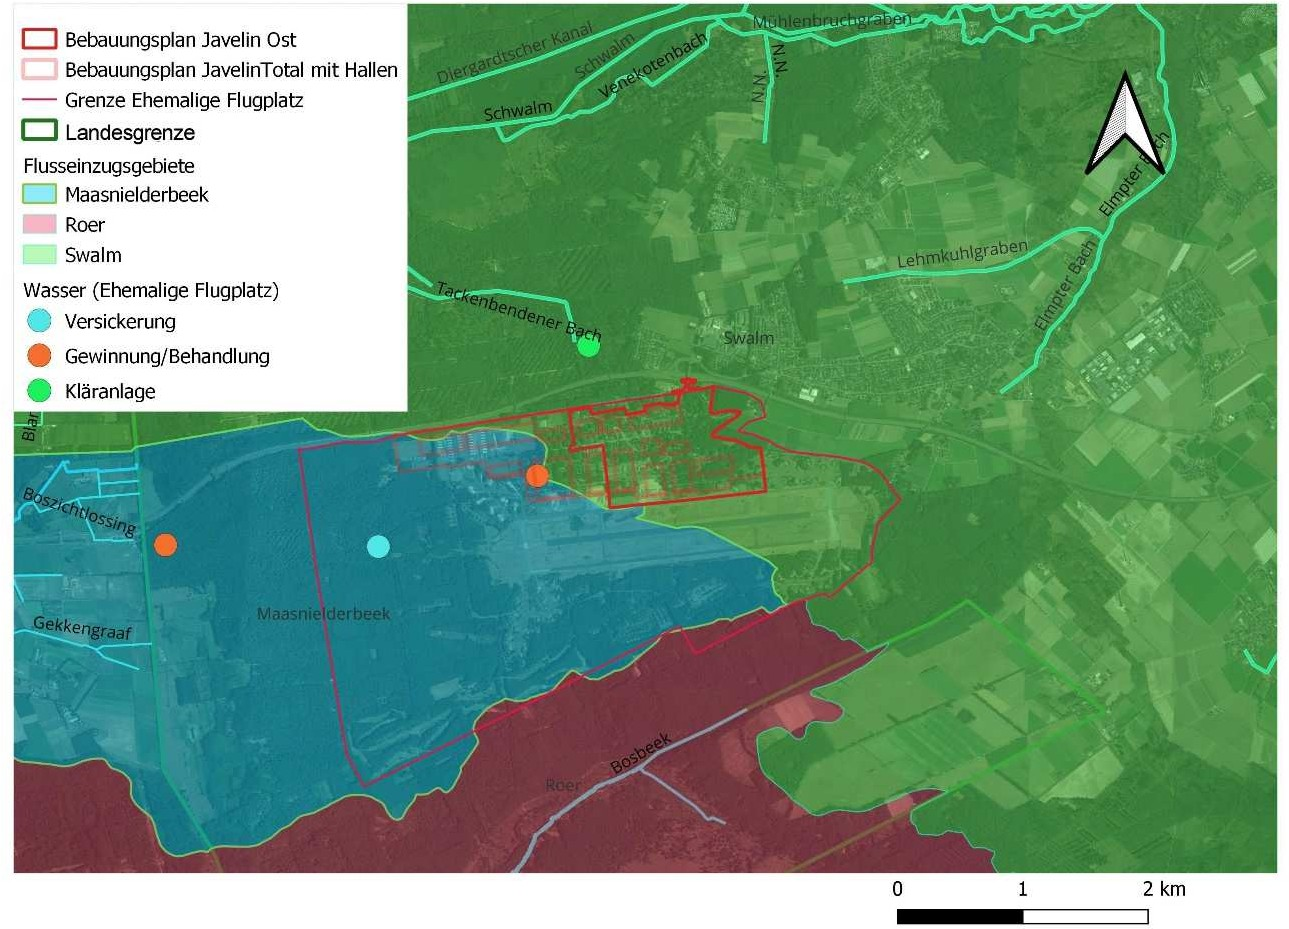 Bebauungsplan Javelin Ost
Bebauungsplan JavelinTotal mit Hallen
Grenze Ehemalige Flugplatz
Landesgrenze
Flusseinzugsgebiete
Maasnielderbeek
Roer
Swalm
Wasser (Ehemalige Flugplatz)
Versickerung
Gewinnung/Behandlung
Kläranlage
Diergardtscher Kanal
Schwalm
Schwalm
Venekotenbach
Mühlenbruchgraben
N.N.
N.N.
Elmpter Bach
Lehmkuhlgraben
Elmpter Bach
Tackenbendener Bach
Swalm
Blar
Boszichtlossing
Gekkengraaf
Maasnielderbeek
Bosbeek
Roer
0 1 2 km